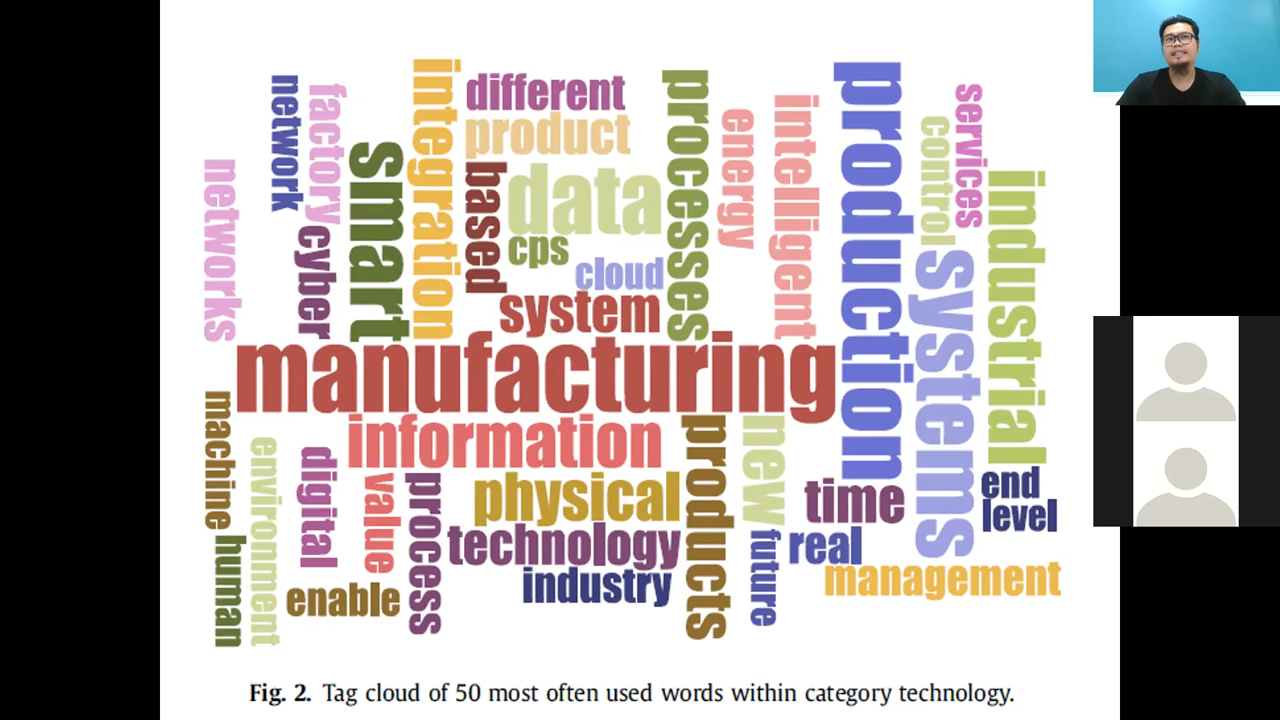 networks
network
factory
cyber
smart
integration
different
product
based
data
cps
cloud
system
processes
energy
intelligent
production
services
control
systems
industrial
manufacturing
machine
human
environment
digital
enable
value
process
information
physical
technology
industry
products
new
future
time
real
management
end
level
Fig. 2. Tag cloud of 50 most often used words within category technology.